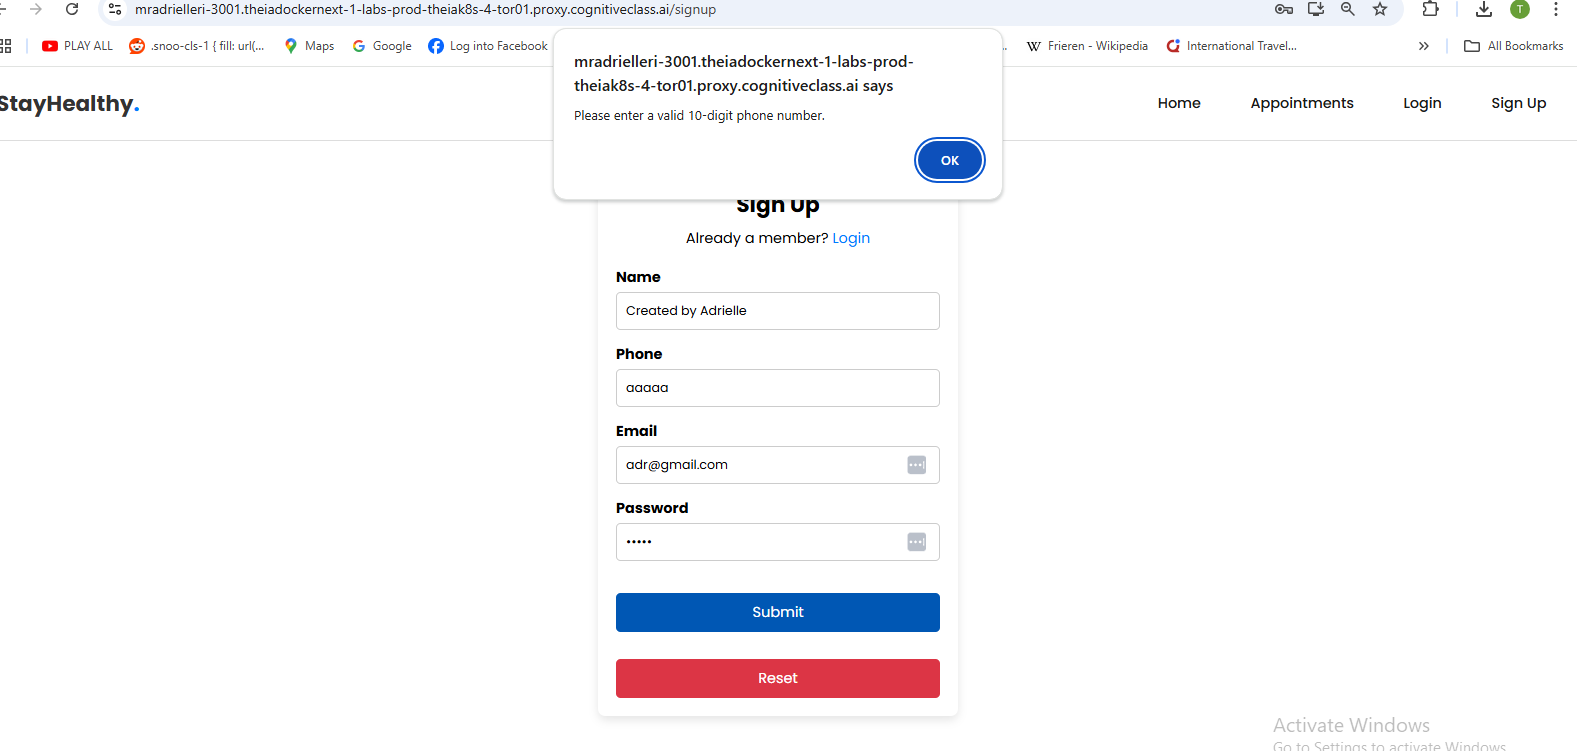 mradrielleri-3001.theiadockernext-1-labs-prod-theiak8s-4-tor01.proxy.cognitiveclass.ai/signup
T
PLAY ALL
.snoo-cls-1 { fill: url(...
Maps
Google
Log into Facebook
Frieren - Wikipedia
International Travel...
»
All Bookmarks
mradrielleri-3001.theiadockernext-1-labs-prod-
theiak8s-4-tor01.proxy.cognitiveclass.ai says
Please enter a valid 10-digit phone number.
OK
StayHealthy.
Home
Appointments
Login
Sign Up
Sign Up
Already a member? Login
Name
Created by Adrielle
Phone
aaaaa
Email
adr@gmail.com
Password
•••••
Submit
Reset
Activate Windows
Go to Settings to activate Windows